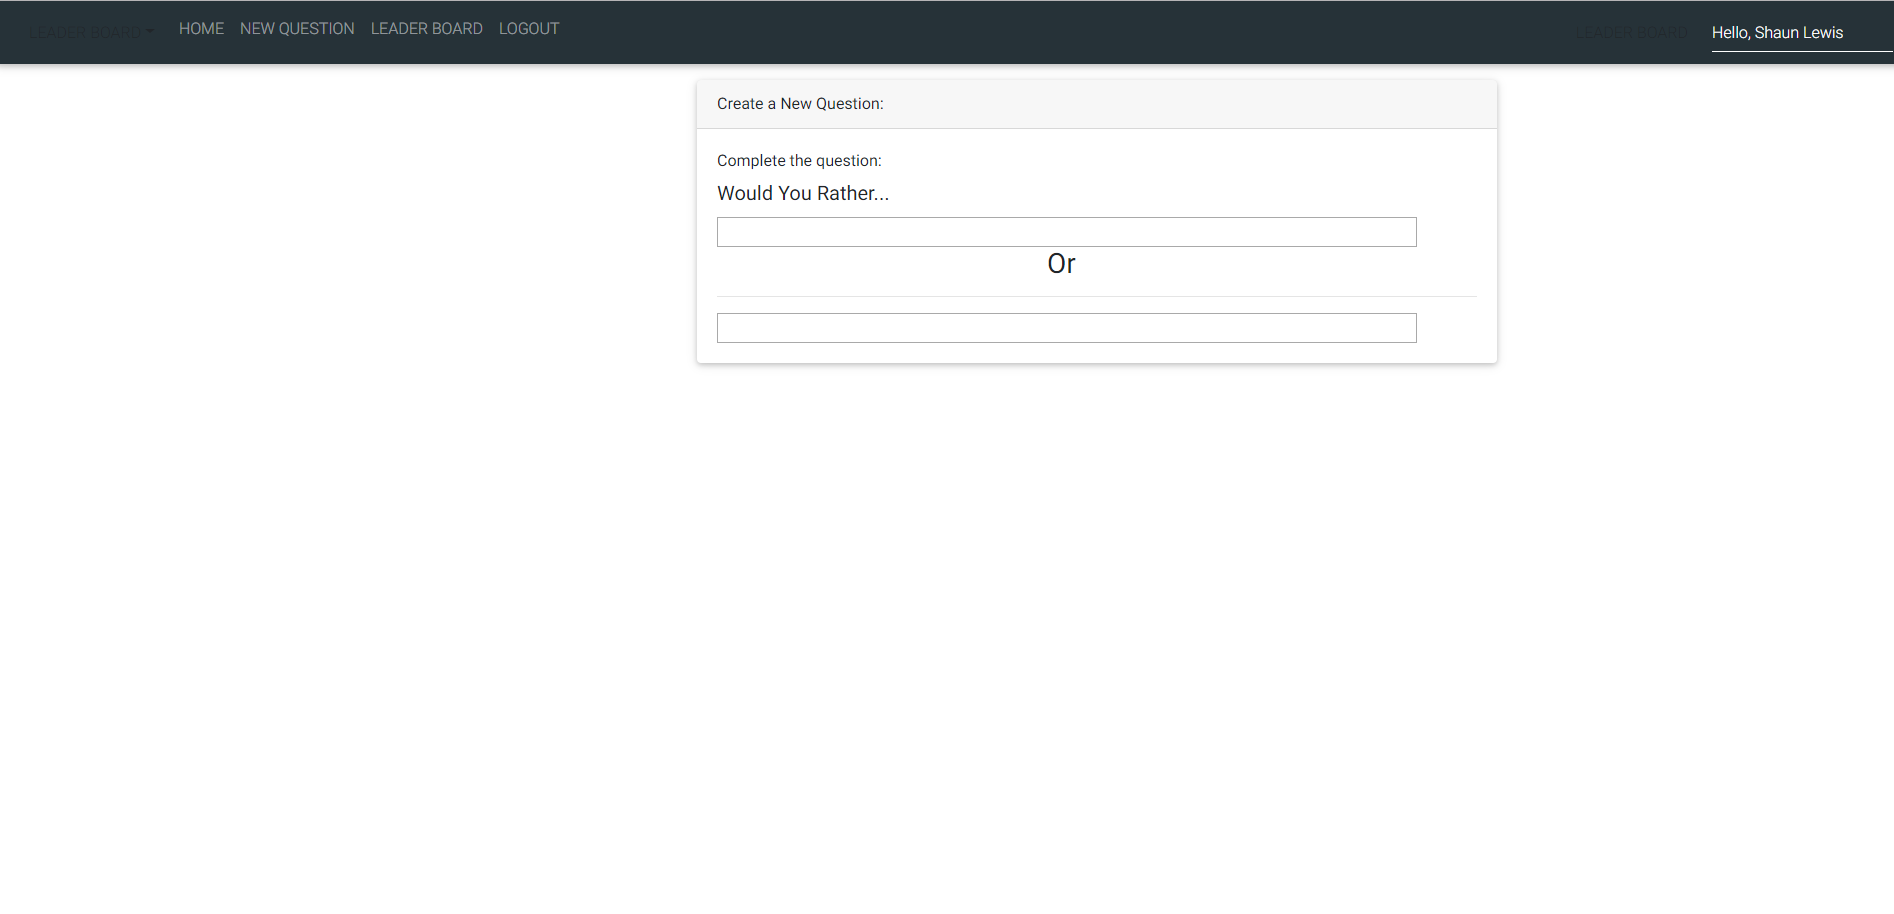 LEADER BOARD HOME NEW QUESTION LEADER BOARD LOGOUT LEADER BOARD Hello, Shaun Lewis
Create a New Question:
Complete the question:
Would You Rather...
Or